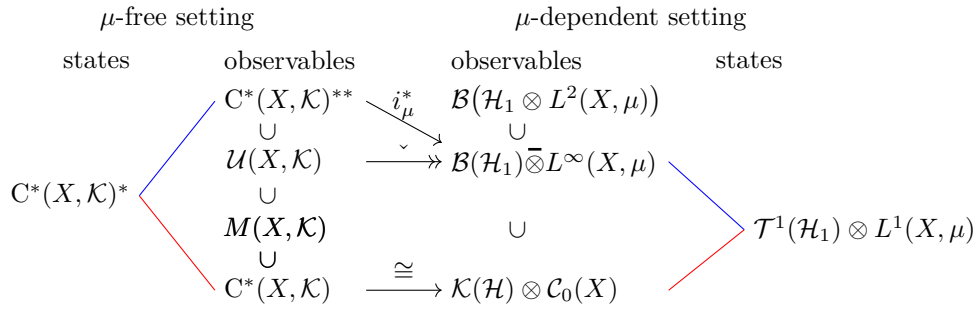 μ-free setting μ-dependent setting
states observables observables states
C*(X, 𝒦)** i*_μ ℬ(ℋ₁ ⊗ L²(X, μ))
∪ ∪
𝒰(X, 𝒦) ˇ ℬ(ℋ₁)⊗̄L^∞(X, μ)
C*(X, 𝒦)* ∪
M(X, 𝒦) ∪ 𝒯¹(ℋ₁) ⊗ L¹(X, μ)
∪
C*(X, 𝒦) ≅ 𝒦(ℋ) ⊗ 𝒞₀(X)